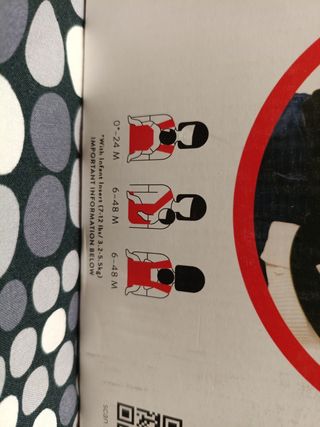 0*-24 M
6-48 M
6-48 M
*With Infant Insert (7-12 lbs/ 3.2-5.5kg)
IMPORTANT INFORMATION BELOW
scan